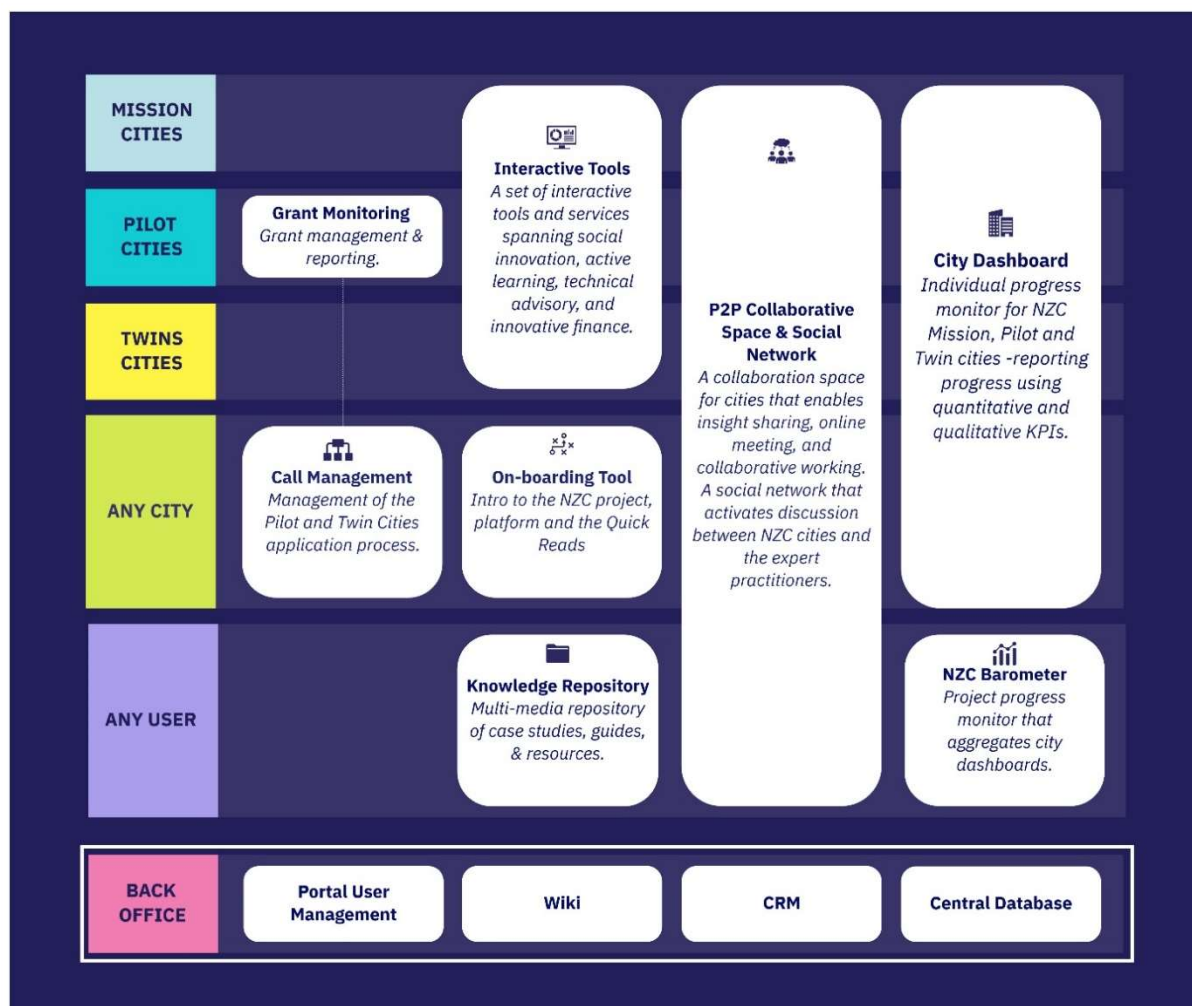 MISSION
CITIES
PILOT
CITIES
TWINS
CITIES
ANY CITY
ANY USER
BACK
OFFICE
Grant Monitoring
Grant management &
reporting.
Call Management
Management of the
Pilot and Twin Cities
application process.
Interactive Tools
A set of interactive
tools and services
spanning social
innovation, active
learning, technical
advisory, and
innovative finance.
On-boarding Tool
Intro to the NZC project,
platform and the Quick
Reads
Knowledge Repository
Multi-media repository
of case studies, guides,
& resources.
P2P Collaborative
Space & Social
Network
A collaboration space
for cities that enables
insight sharing, online
meeting, and
collaborative working.
A social network that
activates discussion
between NZC cities and
the expert
practitioners.
City Dashboard
Individual progress
monitor for NZC
Mission, Pilot and
Twin cities -reporting
progress using
quantitative and
qualitative KPIs.
NZC Barometer
Project progress
monitor that
aggregates city
dashboards.
Portal User
Management
Wiki
CRM
Central Database